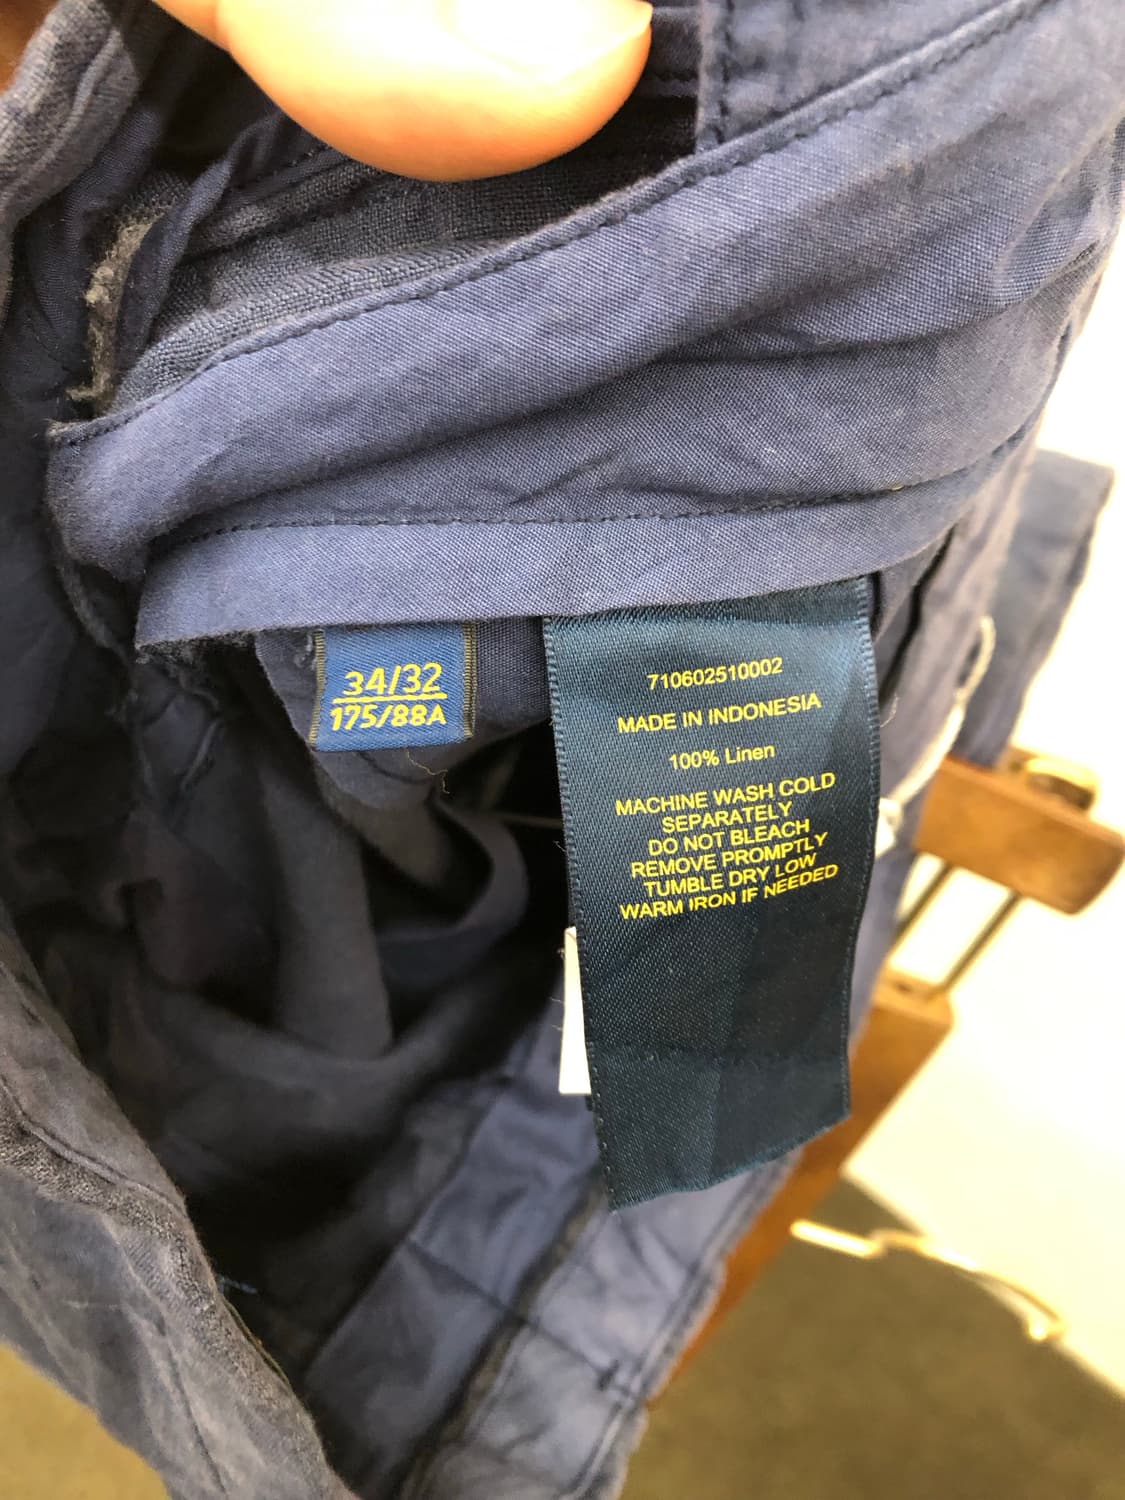 34/32
175/88A
710602510002
MADE IN INDONESIA
100% Linen
MACHINE WASH COLD
SEPARATELY
DO NOT BLEACH
REMOVE PROMPTLY
TUMBLE DRY LOW
WARM IRON IF NEEDED